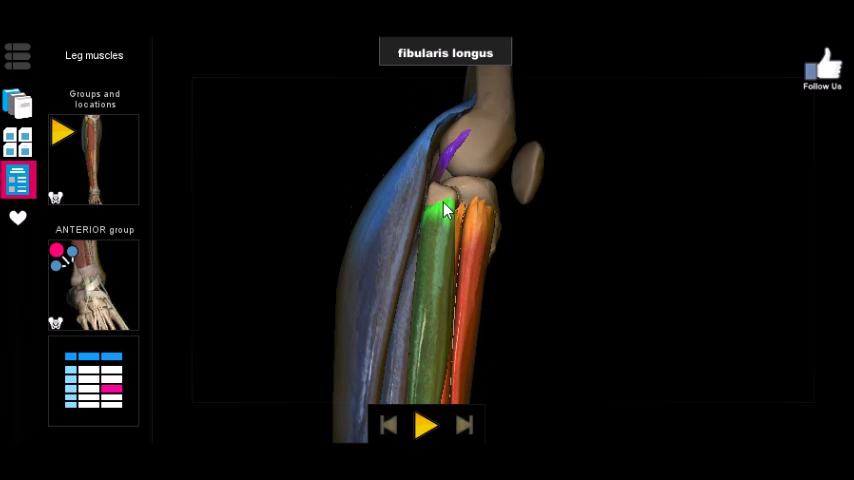 fibularis longus
Leg muscles
Groups and
locations
ANTERIOR group
Follow Us